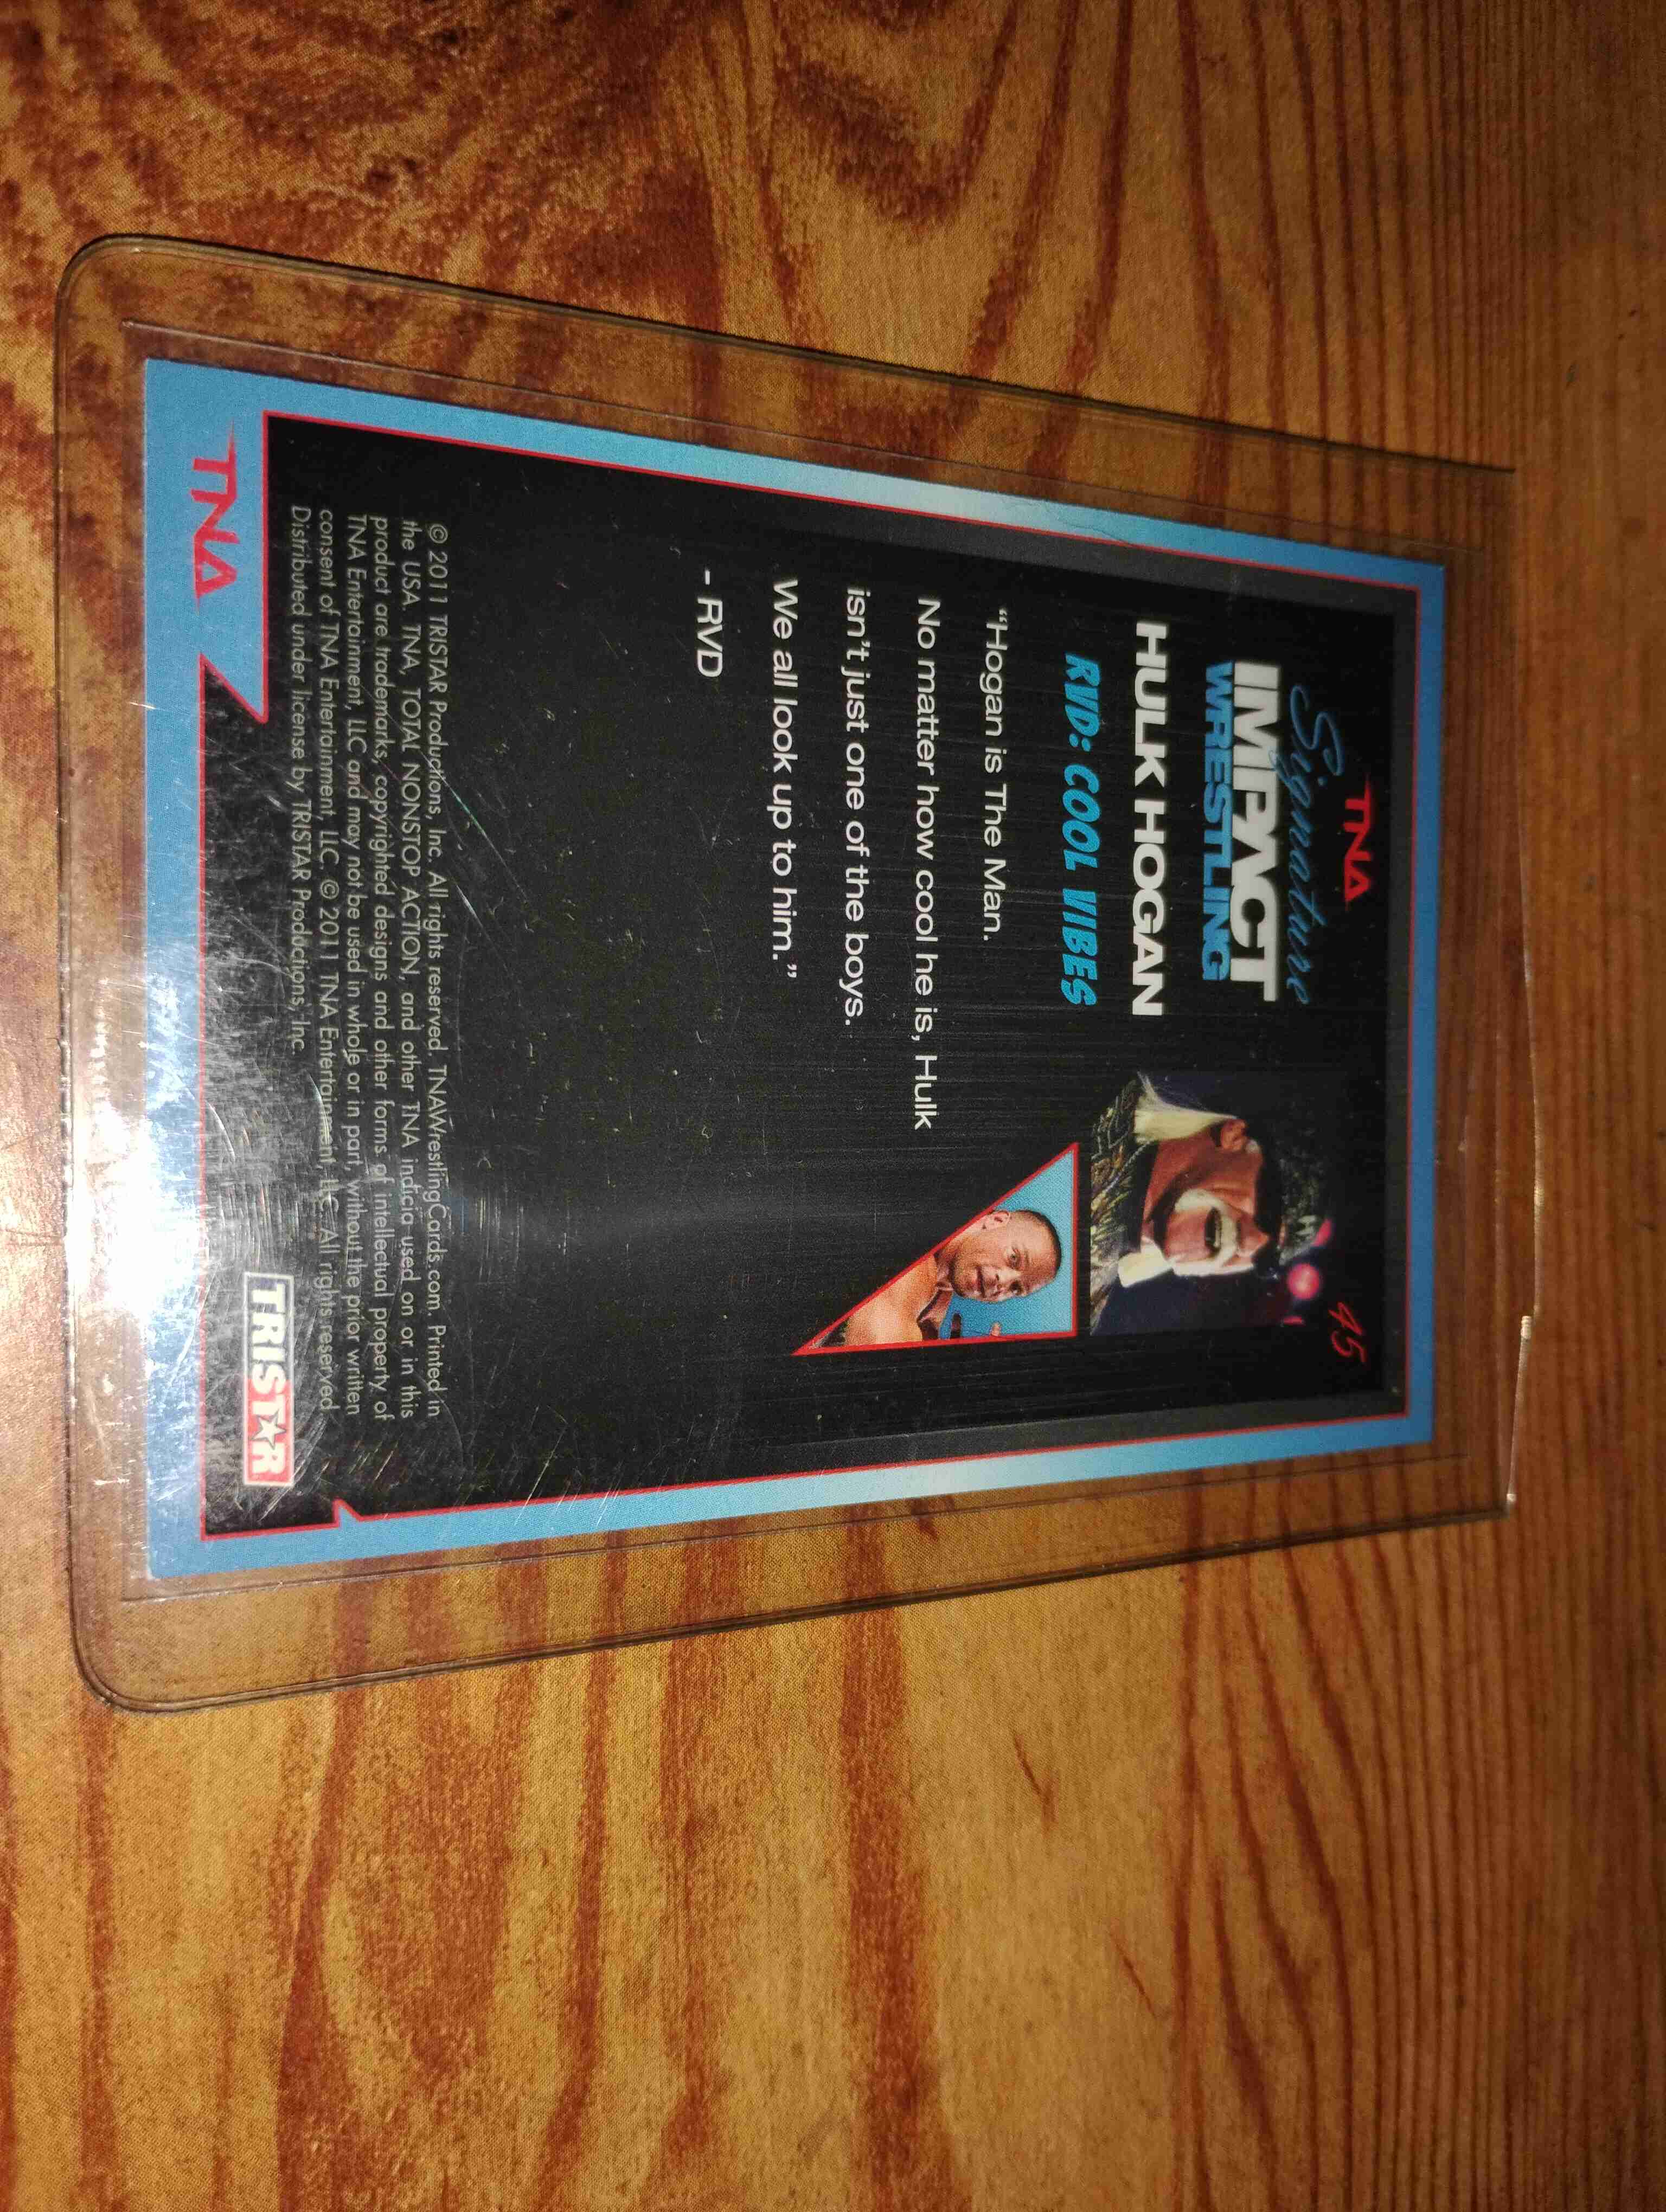 TNA
45
Signature
IMPACT
WRESTLING
HULK HOGAN
RVD: COOL VIBES
"Hogan is The Man.
No matter how cool he is, Hulk
isn't just one of the boys.
We all look up to him."
- RVD
© 2011 TRISTAR Productions, Inc. All rights reserved. TNAWrestlingCards.com. Printed in
the USA. TNA, TOTAL NONSTOP ACTION, and other TNA indicia used on or in this
product are trademarks, copyrighted designs and other forms of intellectual property of
TNA Entertainment, LLC and may not be used in whole or in part, without the prior written
consent of TNA Entertainment, LLC. © 2011 TNA Entertainment, LLC. All rights reserved
Distributed under license by TRISTAR Productions, Inc.
TNA
TRISTAR